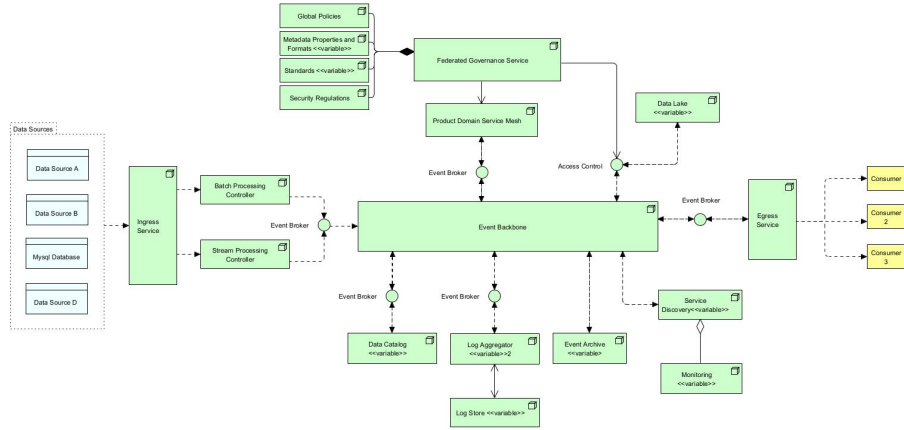 Global Policies
Metadata Properties and
Formats <<variable>>
Standards <<variable>>
Security Regulations
Federated Governance Service
Product Domain Service Mesh
Data Lake
<<variable>>
Event Broker
Access Control
Data Sources
Data Source A
Data Source B
Mysql Database
Data Source D
Ingress
Service
Batch Processing
Controller
Stream Processing
Controller
Event Broker
Event Backbone
Event Broker
Egress
Service
Consumer
Consumer
2
Consumer
3
Event Broker
Event Broker
Data Catalog
<<variable>>
Log Aggregator
<<variable>>2
Event Archive
<<variable>
Service
Discovery<<variable>>
Monitoring
<<variable>>
Log Store <<variable>>